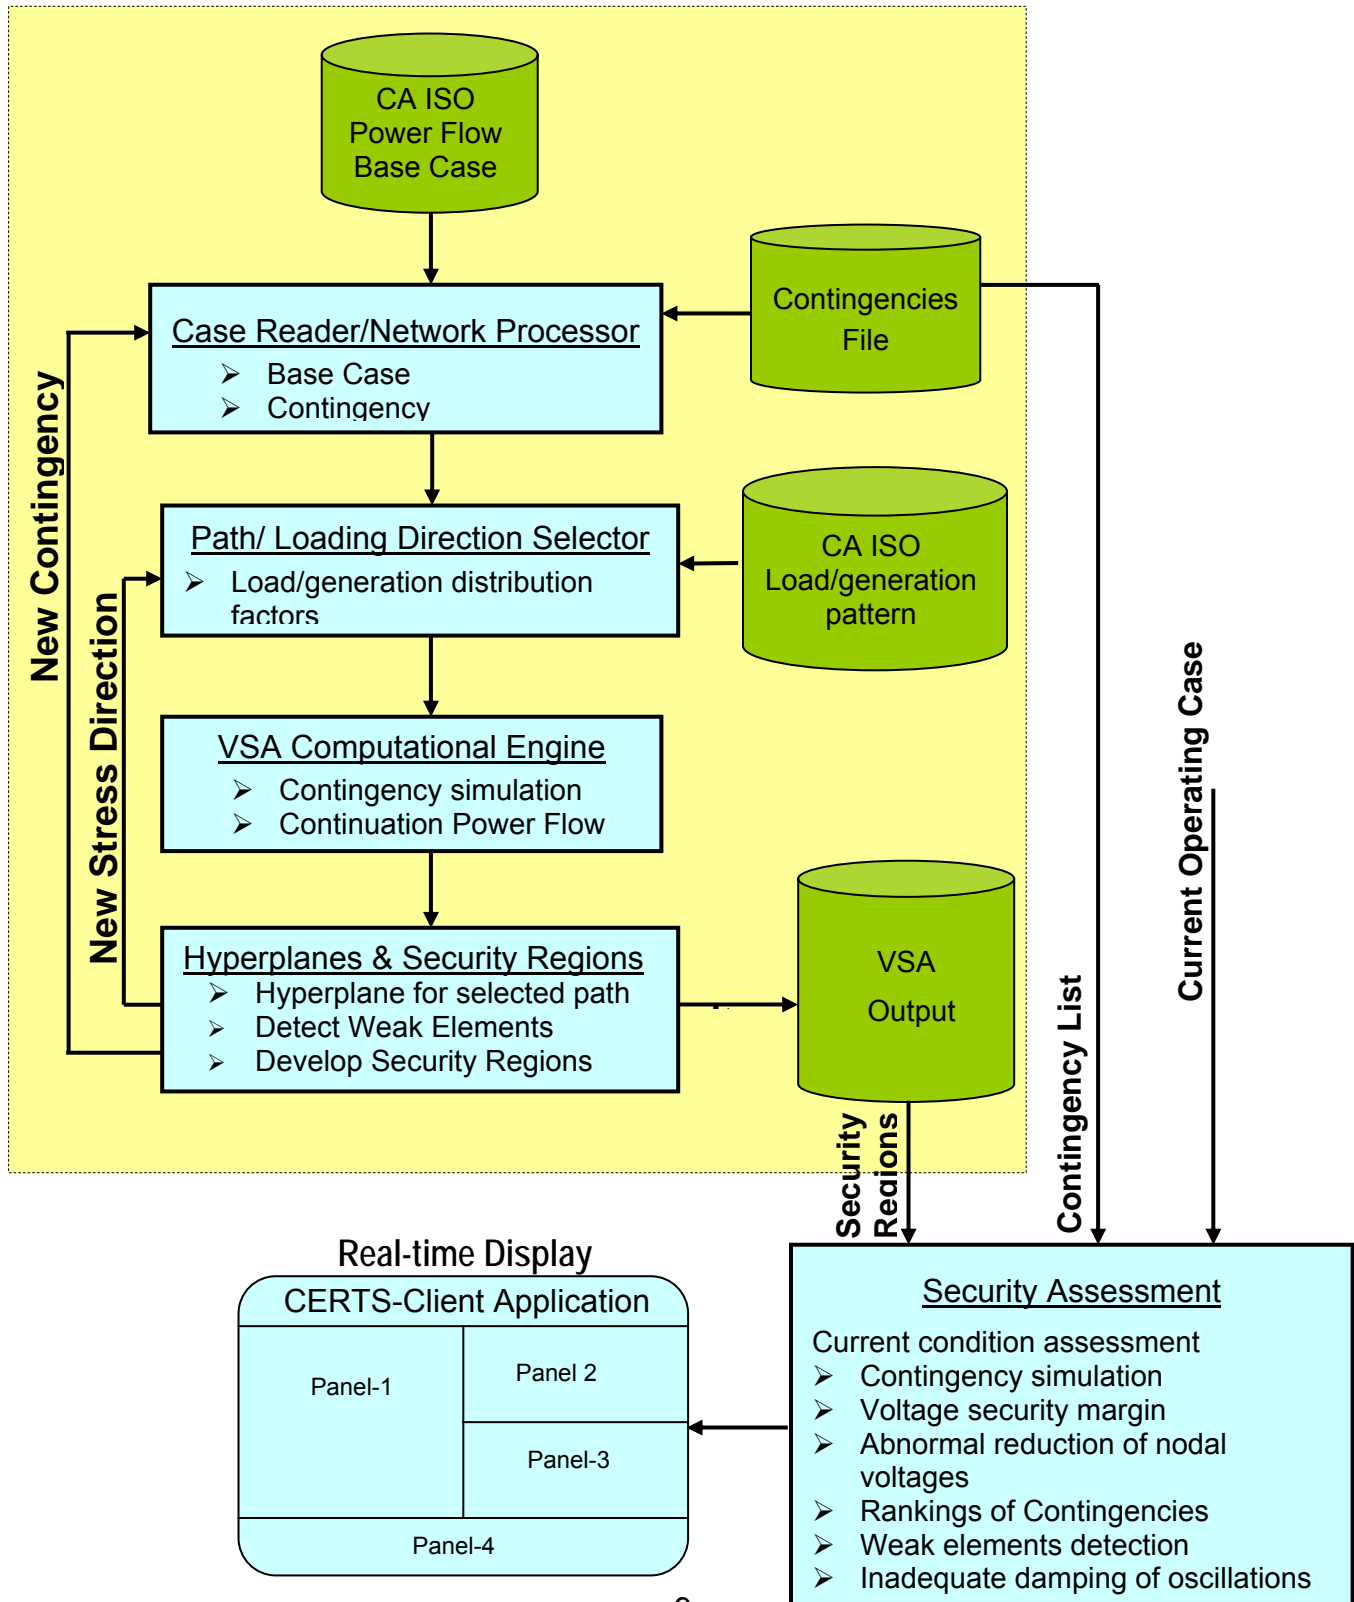 CA ISO
Power Flow
Base Case
Contingencies
File
Case Reader/Network Processor
➢ Base Case
➢ Contingency
New Contingency
Path/ Loading Direction Selector
➢ Load/generation distribution
factors
CA ISO
Load/generation
pattern
New Stress Direction
VSA Computational Engine
➢ Contingency simulation
➢ Continuation Power Flow
Current Operating Case
Hyperplanes & Security Regions
➢ Hyperplane for selected path
➢ Detect Weak Elements
➢ Develop Security Regions
VSA
Output
Contingency List
Security
Regions
Real-time Display
CERTS-Client Application
Panel-1
Panel 2
Panel-3
Panel-4
Security Assessment
Current condition assessment
➢ Contingency simulation
➢ Voltage security margin
➢ Abnormal reduction of nodal
voltages
➢ Rankings of Contingencies
➢ Weak elements detection
➢ Inadequate damping of oscillations